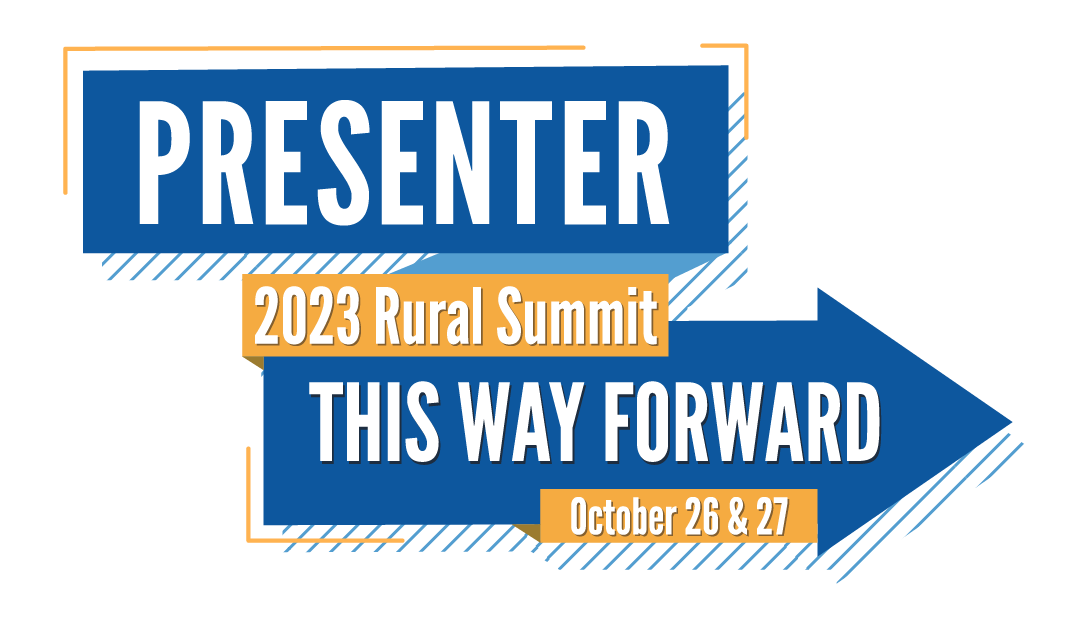 PRESENTER
2023 Rural Summit
THIS WAY FORWARD
October 26 & 27